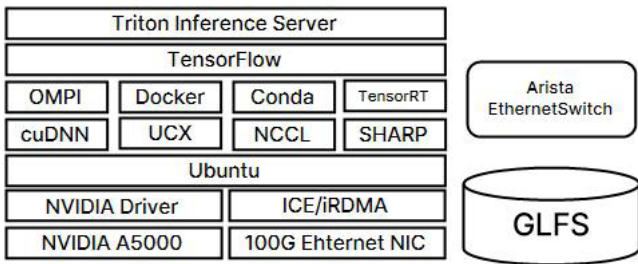 Triton Inference Server
TensorFlow
OMPI Docker Conda TensorRT
cuDNN UCX NCCL SHARP
Ubuntu
NVIDIA Driver ICE/iRDMA
NVIDIA A5000 100G Ehternet NIC
Arista
EthernetSwitch
GLFS